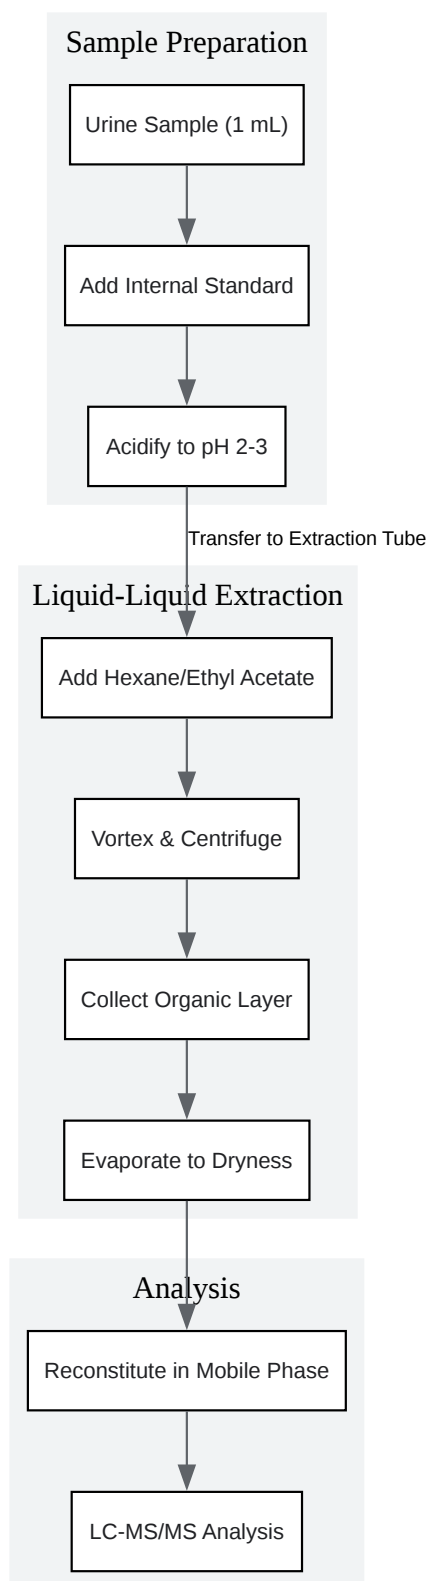 Sample Preparation
Urine Sample (1 mL)
Add Internal Standard
Acidify to pH 2-3
Transfer to Extraction Tube
Liquid-Liquid Extraction
Add Hexane/Ethyl Acetate
Vortex & Centrifuge
Collect Organic Layer
Evaporate to Dryness
Analysis
Reconstitute in Mobile Phase
LC-MS/MS Analysis